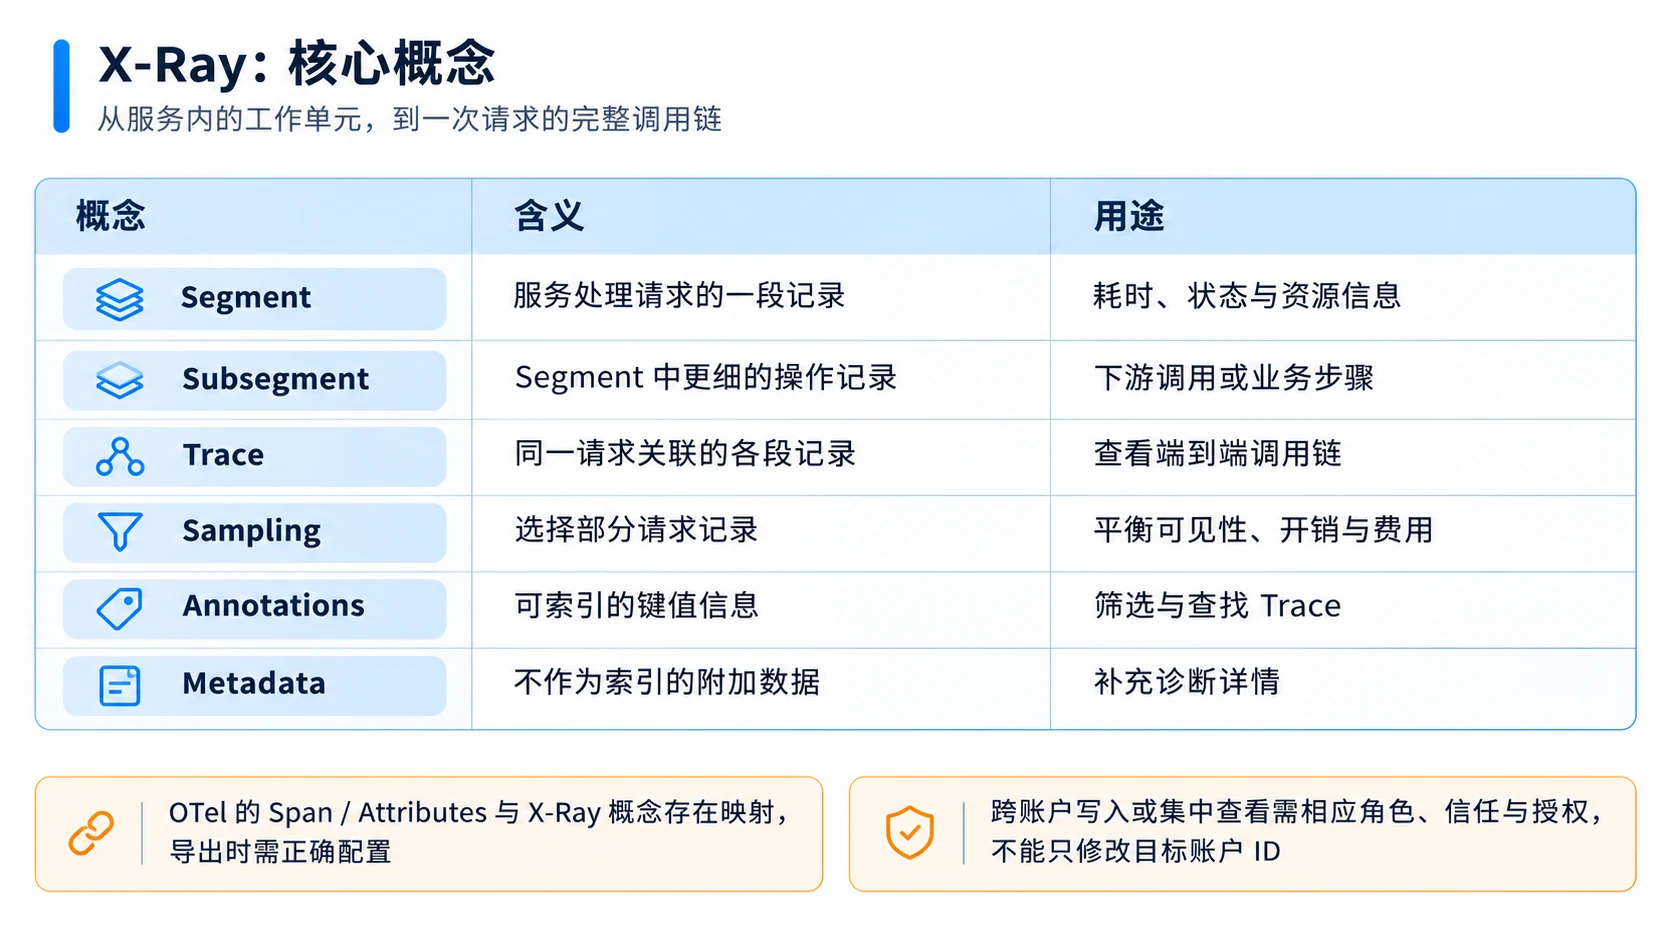 X-Ray：核心概念
从服务内的工作单元，到一次请求的完整调用链
概念 含义 用途
Segment 服务处理请求的一段记录 耗时、状态与资源信息
Subsegment Segment 中更细的操作记录 下游调用或业务步骤
Trace 同一请求关联的各段记录 查看端到端调用链
Sampling 选择部分请求记录 平衡可见性、开销与费用
Annotations 可索引的键值信息 筛选与查找 Trace
Metadata 不作为索引的附加数据 补充诊断详情
OTel 的 Span / Attributes 与 X-Ray 概念存在映射，
导出时需正确配置
跨账户写入或集中查看需相应角色、信任与授权，
不能只修改目标账户 ID